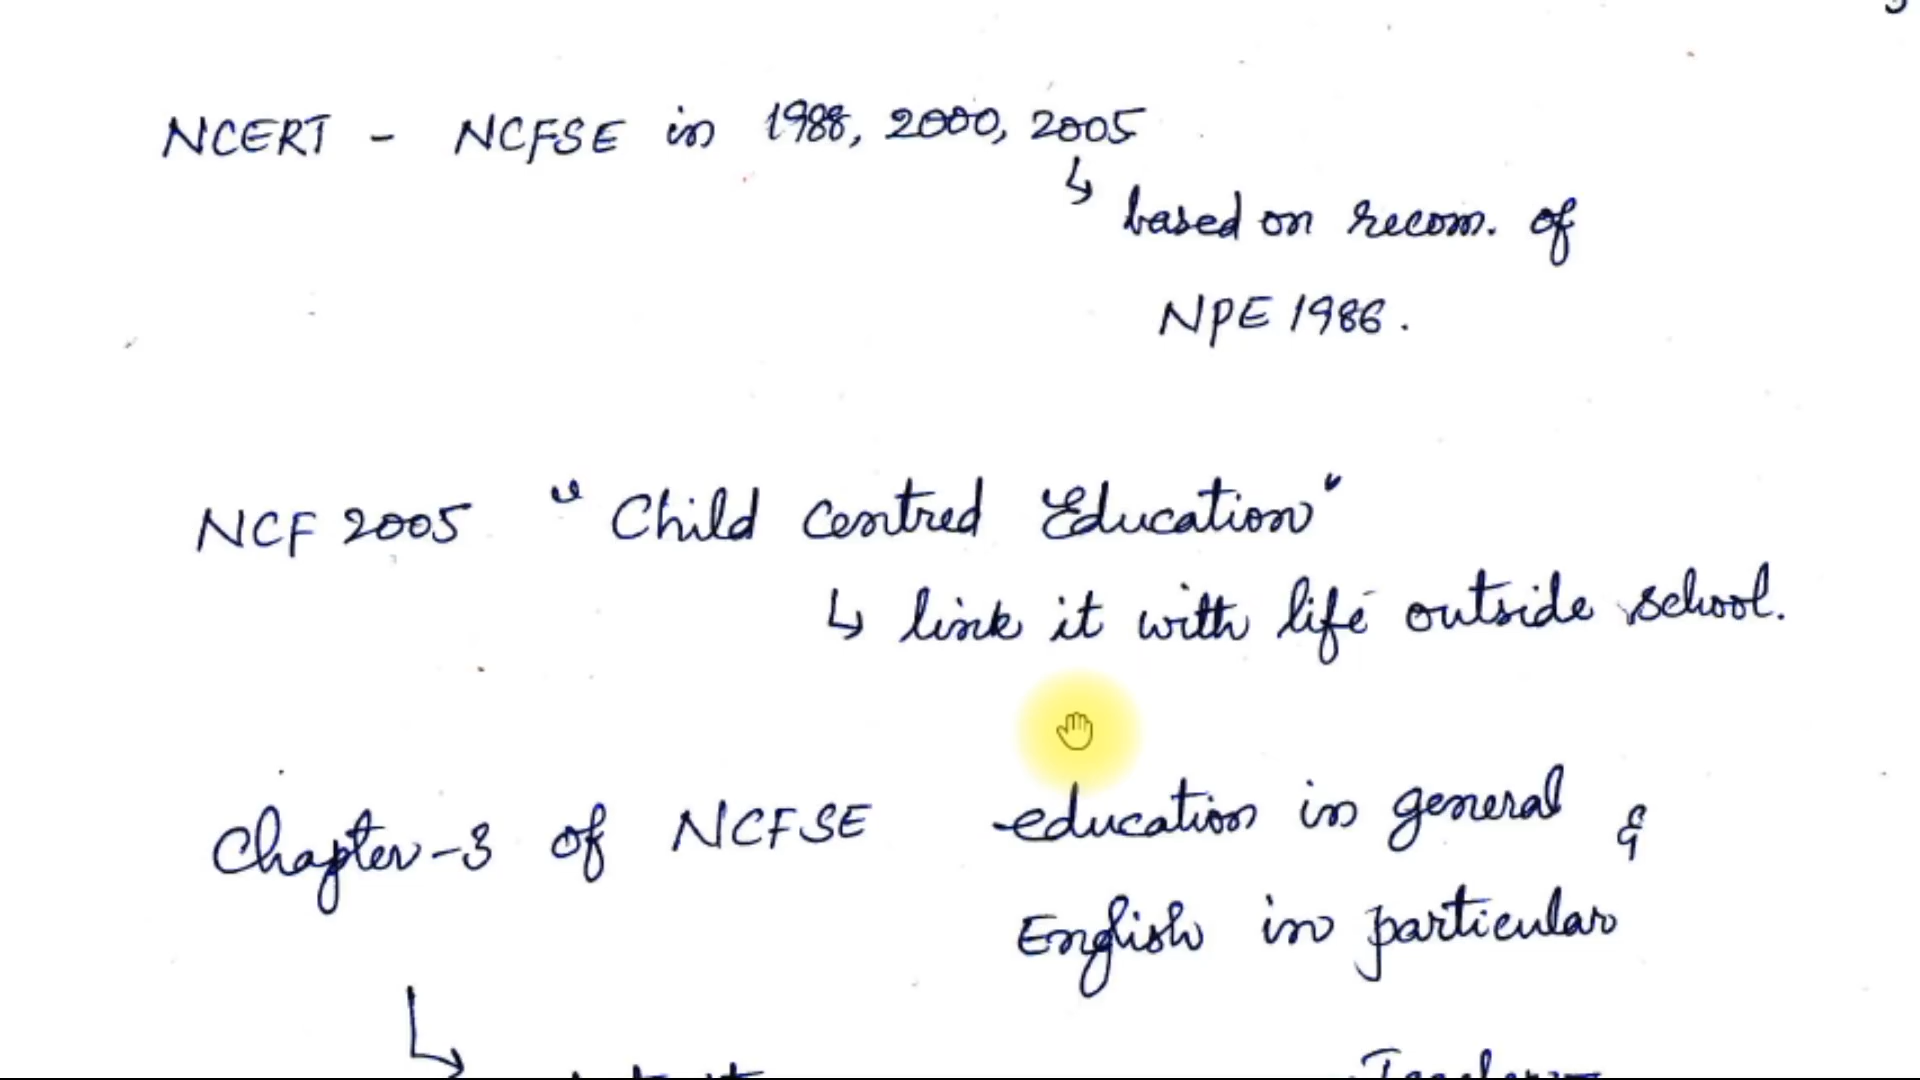 NCERT - NCFSE in 1988, 2000, 2005
↳ based on recom. of
NPE 1986.
NCF 2005 "Child centred Education"
↳ link it with life outside school.
Chapter-3 of NCFSE education in general &
English in particular